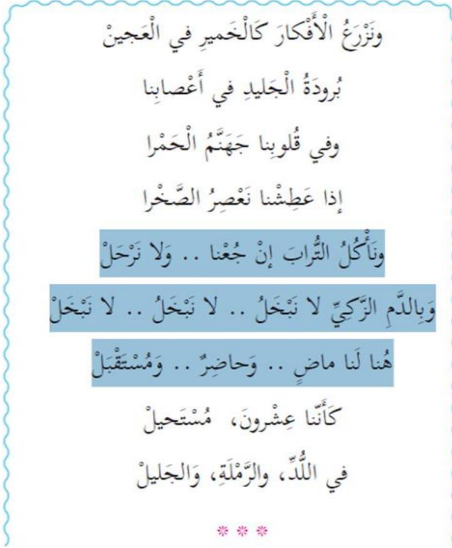 ونَزْرَعُ الْأَفْكارَ كَالْخَميرِ في الْعَجينْ
بُرودَةُ الْجَليدِ في أَعْصابِنا
وفي قُلوبِنا جَهَنَّمُ الْحَمْرا
إذا عَطِشْنا نَعْصِرُ الصَّخْرا
ونَأْكُلُ التُّرابَ إنْ جُعْنا .. وَلا نَرْحَلْ
وَبِالدَّمِ الزَّكِيِّ لا نَبْخَلُ .. لا نَبْخَلُ .. لا نَبْخَلْ
هُنا لَنا ماضٍ .. وَحاضِرٌ .. وَمُسْتَقْبَلْ
كَأَنَّنا عِشْرونَ، مُسْتَحيلْ
في اللُّدِّ، والرَّمْلَةِ، وَالجَليلْ